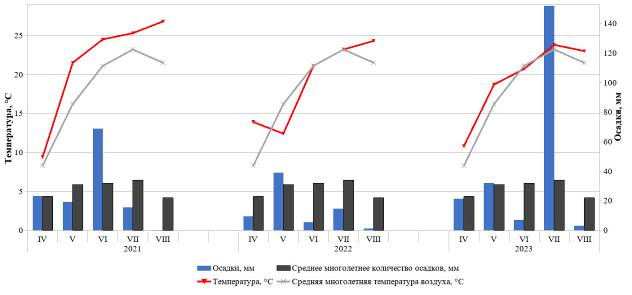 Температура, °С
25
20
15
10
5
0
140
120
100
80
60
40
20
0
Осадки, мм
IV V VI VII VIII IV V VI VII VIII IV V VI VII VIII
2021 2022 2023
Осадки, мм Среднее многолетнее количество осадков, мм
Температура, °С Средняя многолетняя температура воздуха, °С